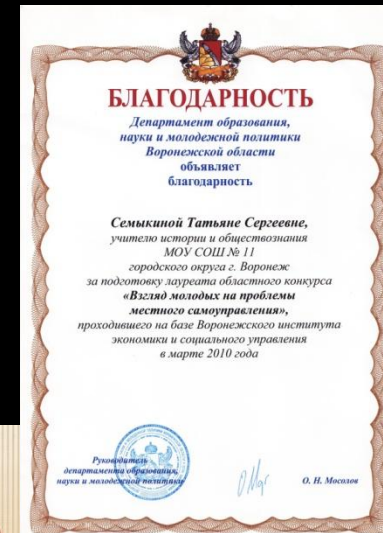 БЛАГОДАРНОСТЬ
Департамент образования,
науки и молодежной политики
Воронежской области
объявляет
благодарность
Семыкиной Татьяне Сергеевне,
учителю истории и обществознания
МОУ СОШ № 11
городского округа г. Воронеж
за подготовку лауреата областного конкурса
«Взгляд молодых на проблемы
местного самоуправления»,
проходившего на базе Воронежского института
экономики и социального управления
в марте 2010 года
Руководитель
департамента образования,
науки и молодежной политики
О. Н. Мосолов